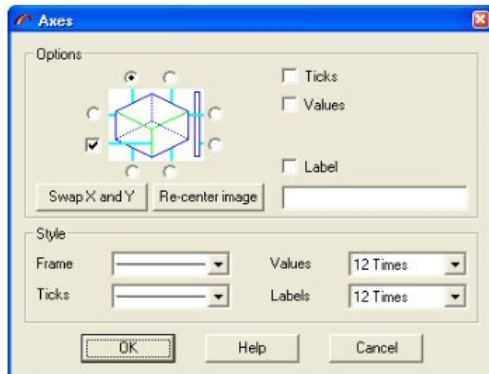 Axes
Options
Ticks
Values
Label
Swap X and Y Re-center image
Style
Frame Values 12 Times
Ticks Labels 12 Times
OK Help Cancel